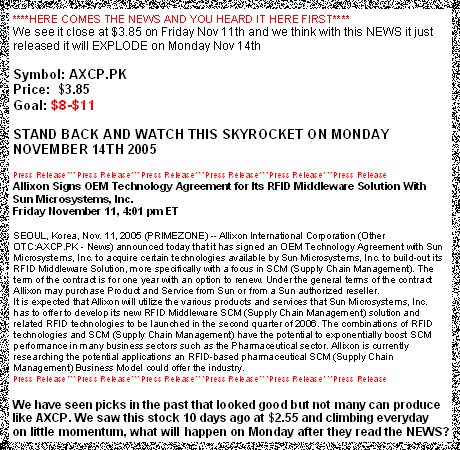 ****HERE COMES THE NEWS AND YOU HEARD IT HERE FIRST****
We see it close at $3.85 on Friday Nov 11th and we think with this NEWS it just
released it will EXPLODE on Monday Nov 14th
Symbol: AXCP.PK
Price: $3.85
Goal: $8-$11
STAND BACK AND WATCH THIS SKYROCKET ON MONDAY
NOVEMBER 14TH 2005
Press Release***Press Release***Press Release***Press Release***Press Release***Press Release
Allixon Signs OEM Technology Agreement for Its RFID Middleware Solution With
Sun Microsystems, Inc.
Friday November 11, 4:01 pm ET
SEOUL, Korea, Nov. 11, 2005 (PRIMEZONE) -- Allixon International Corporation (Other
OTC:AXCP.PK - News) announced today that it has signed an OEM Technology Agreement with Sun
Microsystems, Inc. to acquire certain technologies available by Sun Microsystems, Inc. to build-out its
RFID Middleware Solution, more specifically with a focus in SCM (Supply Chain Management). The
term of the contract is for one year with an option to renew. Under the general terms of the contract
Allixon may purchase Product and Service from Sun or from a Sun authorized reseller.
It is expected that Allixon will utilize the various products and services that Sun Microsystems, Inc.
has to offer to develop its new RFID Middleware SCM (Supply Chain Management) solution and
related RFID technologies to be launched in the second quarter of 2006. The combinations of RFID
technologies and SCM (Supply Chain Management) have the potential to exponentially boost SCM
performance in many business sectors such as the Pharmaceutical sector. Allixon is currently
researching the potential applications an RFID-based pharmaceutical SCM (Supply Chain
Management) Business Model could offer the industry.
Press Release***Press Release***Press Release***Press Release***Press Release***Press Release
We have seen picks in the past that looked good but not many can produce
like AXCP. We saw this stock 10 days ago at $2.55 and climbing everyday
on little momentum, what will happen on Monday after they read the NEWS?